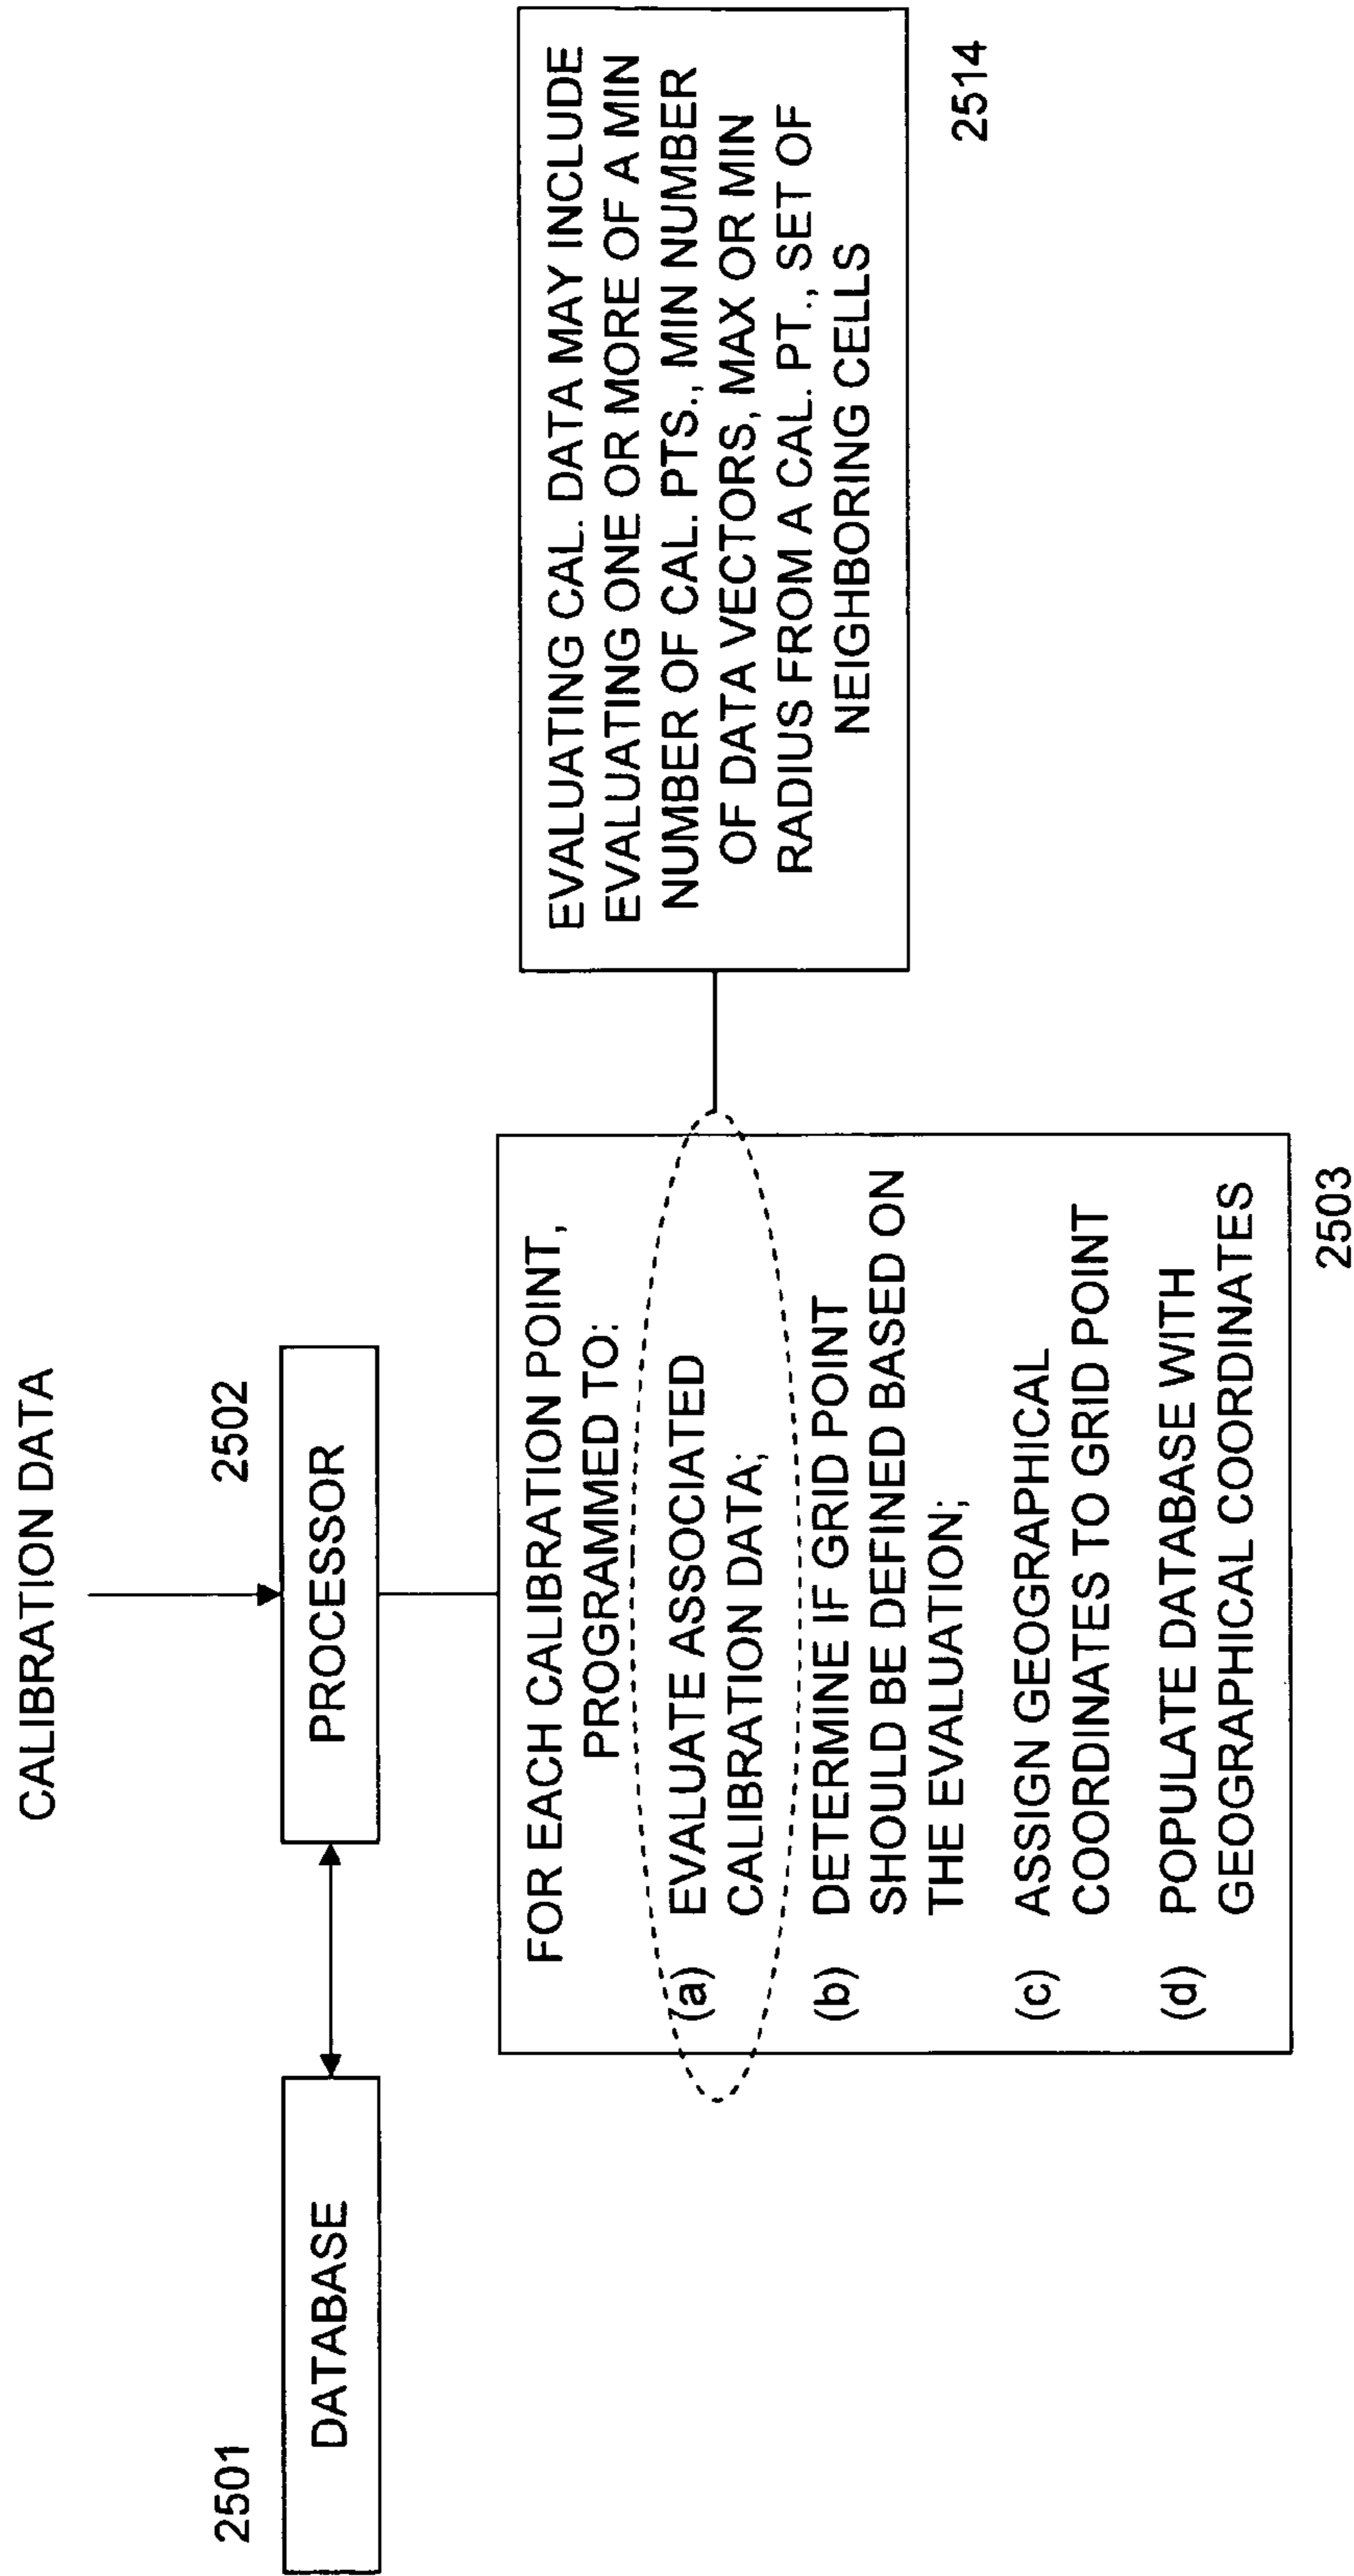 CALIBRATION DATA
2501
DATABASE
2502
PROCESSOR
FOR EACH CALIBRATION POINT,
PROGRAMMED TO:
(a) EVALUATE ASSOCIATED
CALIBRATION DATA;
(b) DETERMINE IF GRID POINT
SHOULD BE DEFINED BASED ON
THE EVALUATION;
(c) ASSIGN GEOGRAPHICAL
COORDINATES TO GRID POINT
(d) POPULATE DATABASE WITH
GEOGRAPHICAL COORDINATES
2503
EVALUATING CAL. DATA MAY INCLUDE
EVALUATING ONE OR MORE OF A MIN
NUMBER OF CAL. PTS., MIN NUMBER
OF DATA VECTORS, MAX OR MIN
RADIUS FROM A CAL. PT., SET OF
NEIGHBORING CELLS
2514